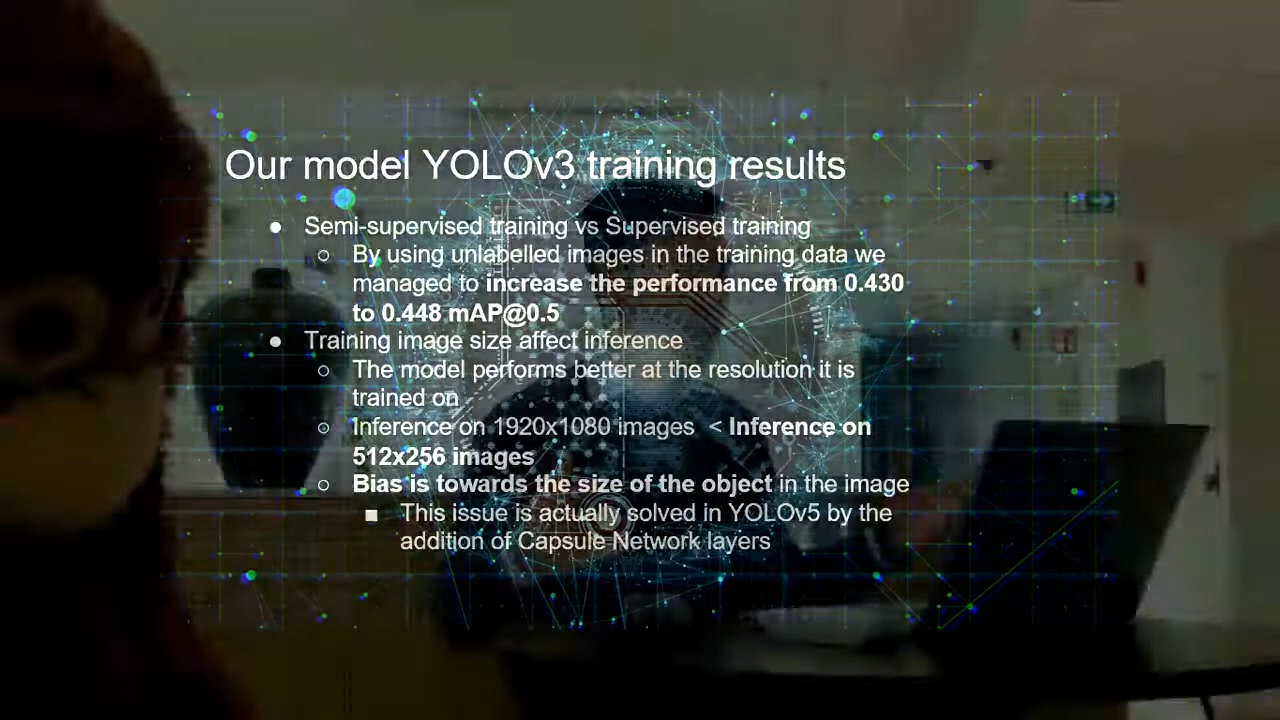 Our model YOLOv3 training results
● Semi-supervised training vs Supervised training
○ By using unlabelled images in the training data we
managed to increase the performance from 0.430
to 0.448 mAP@0.5
● Training image size affect inference
○ The model performs better at the resolution it is
trained on
○ Inference on 1920x1080 images < Inference on
512x256 images
○ Bias is towards the size of the object in the image
■ This issue is actually solved in YOLOv5 by the
addition of Capsule Network layers